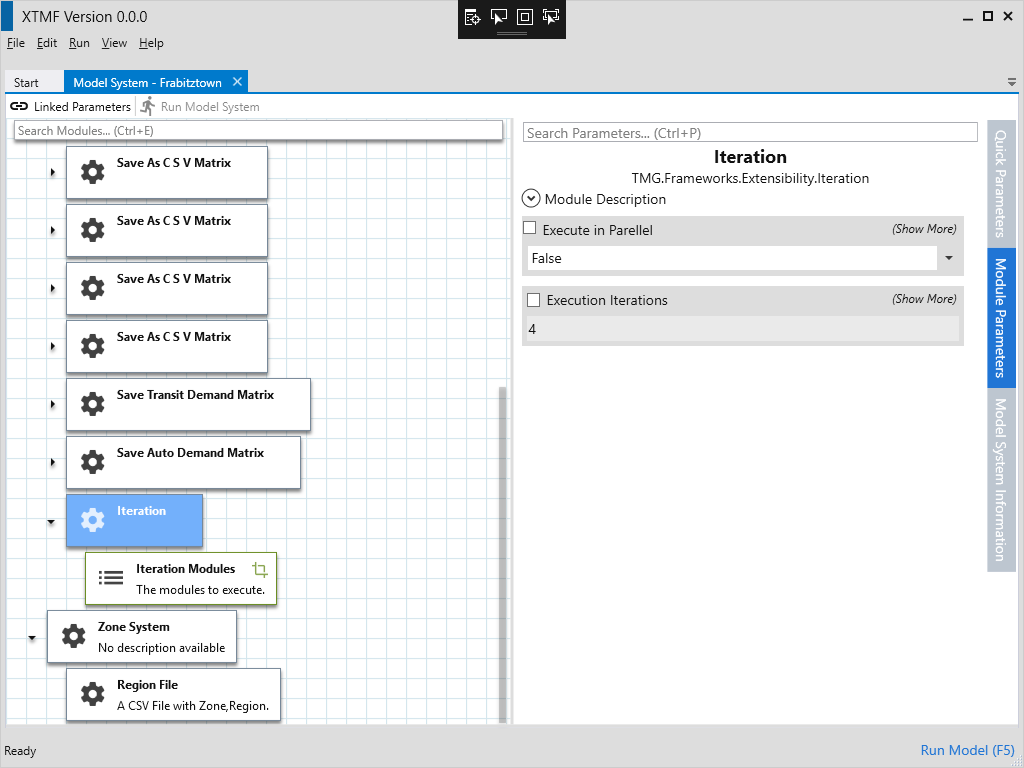 XTMF Version 0.0.0
File Edit Run View Help
Start
Model System - Frabitztown
Linked Parameters
Run Model System
Search Modules... (Ctrl+E)
Save As C S V Matrix
Save As C S V Matrix
Save As C S V Matrix
Save As C S V Matrix
Save Transit Demand Matrix
Save Auto Demand Matrix
Iteration
Iteration Modules
The modules to execute.
Zone System
No description available
Region File
A CSV File with Zone,Region.
Search Parameters... (Ctrl+P)
Iteration
TMG.Frameworks.Extensibility.Iteration
Module Description
Execute in Parellel
(Show More)
False
Execution Iterations
(Show More)
4
Quick Parameters
Module Parameters
Model System Information
Ready
Run Model (F5)